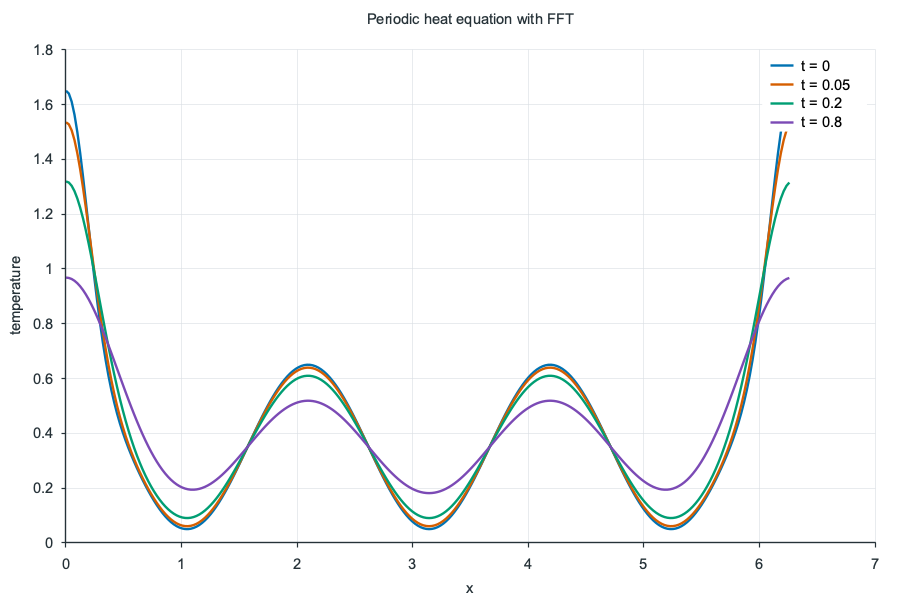 Periodic heat equation with FFT
t = 0
t = 0.05
t = 0.2
t = 0.8
temperature
1.8
1.6
1.4
1.2
1
0.8
0.6
0.4
0.2
0
0 1 2 3 4 5 6 7
x